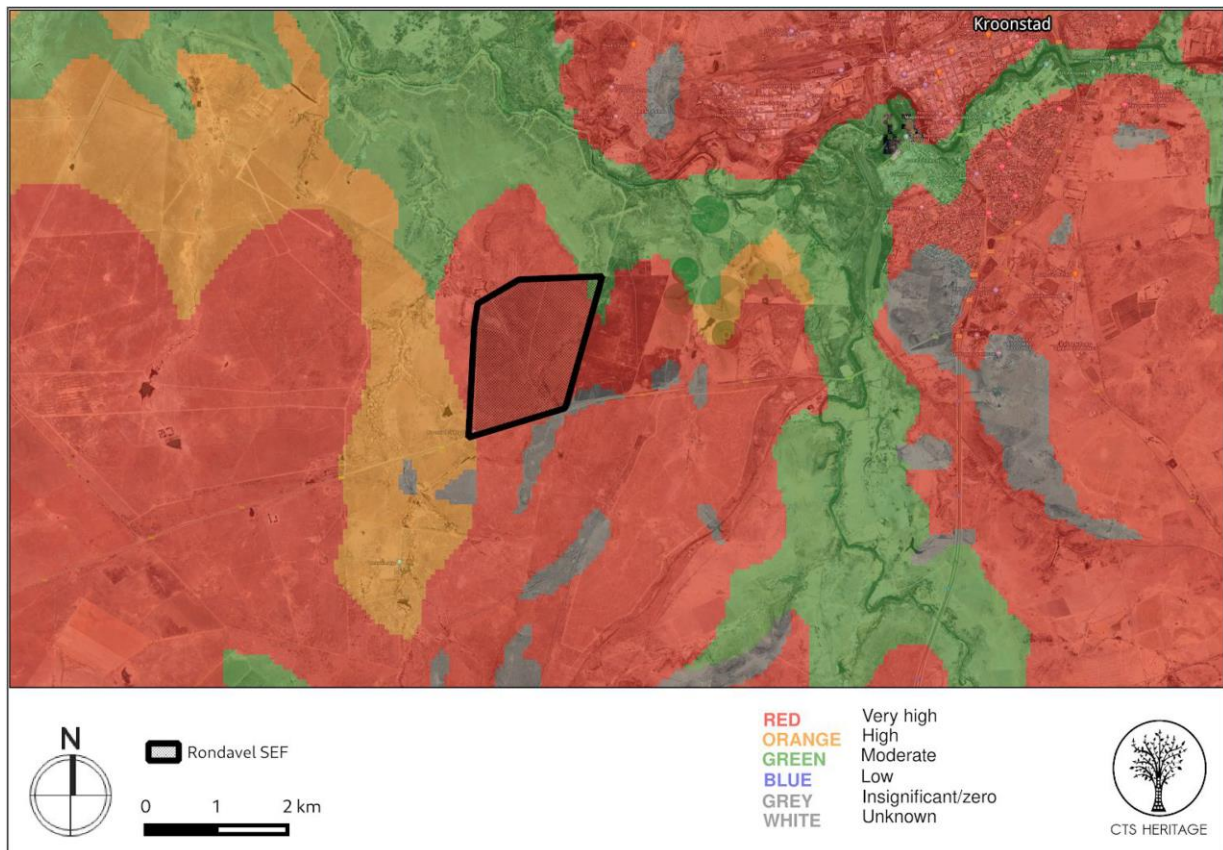 Kroonstad
N
Rondavel SEF
0 1 2 km
RED Very high
ORANGE High
GREEN Moderate
BLUE Low
GREY Insignificant/zero
WHITE Unknown
CTS HERITAGE